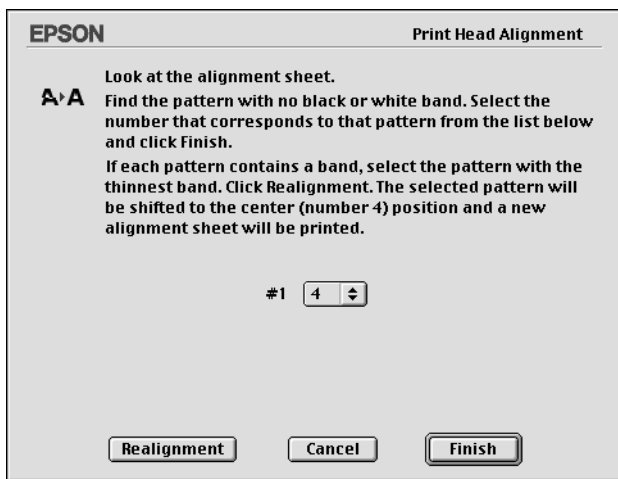 EPSON
Print Head Alignment
Look at the alignment sheet.
A▸A
Find the pattern with no black or white band. Select the
number that corresponds to that pattern from the list below
and click Finish.
If each pattern contains a band, select the pattern with the
thinnest band. Click Realignment. The selected pattern will
be shifted to the center (number 4) position and a new
alignment sheet will be printed.
#1 4
Realignment Cancel Finish